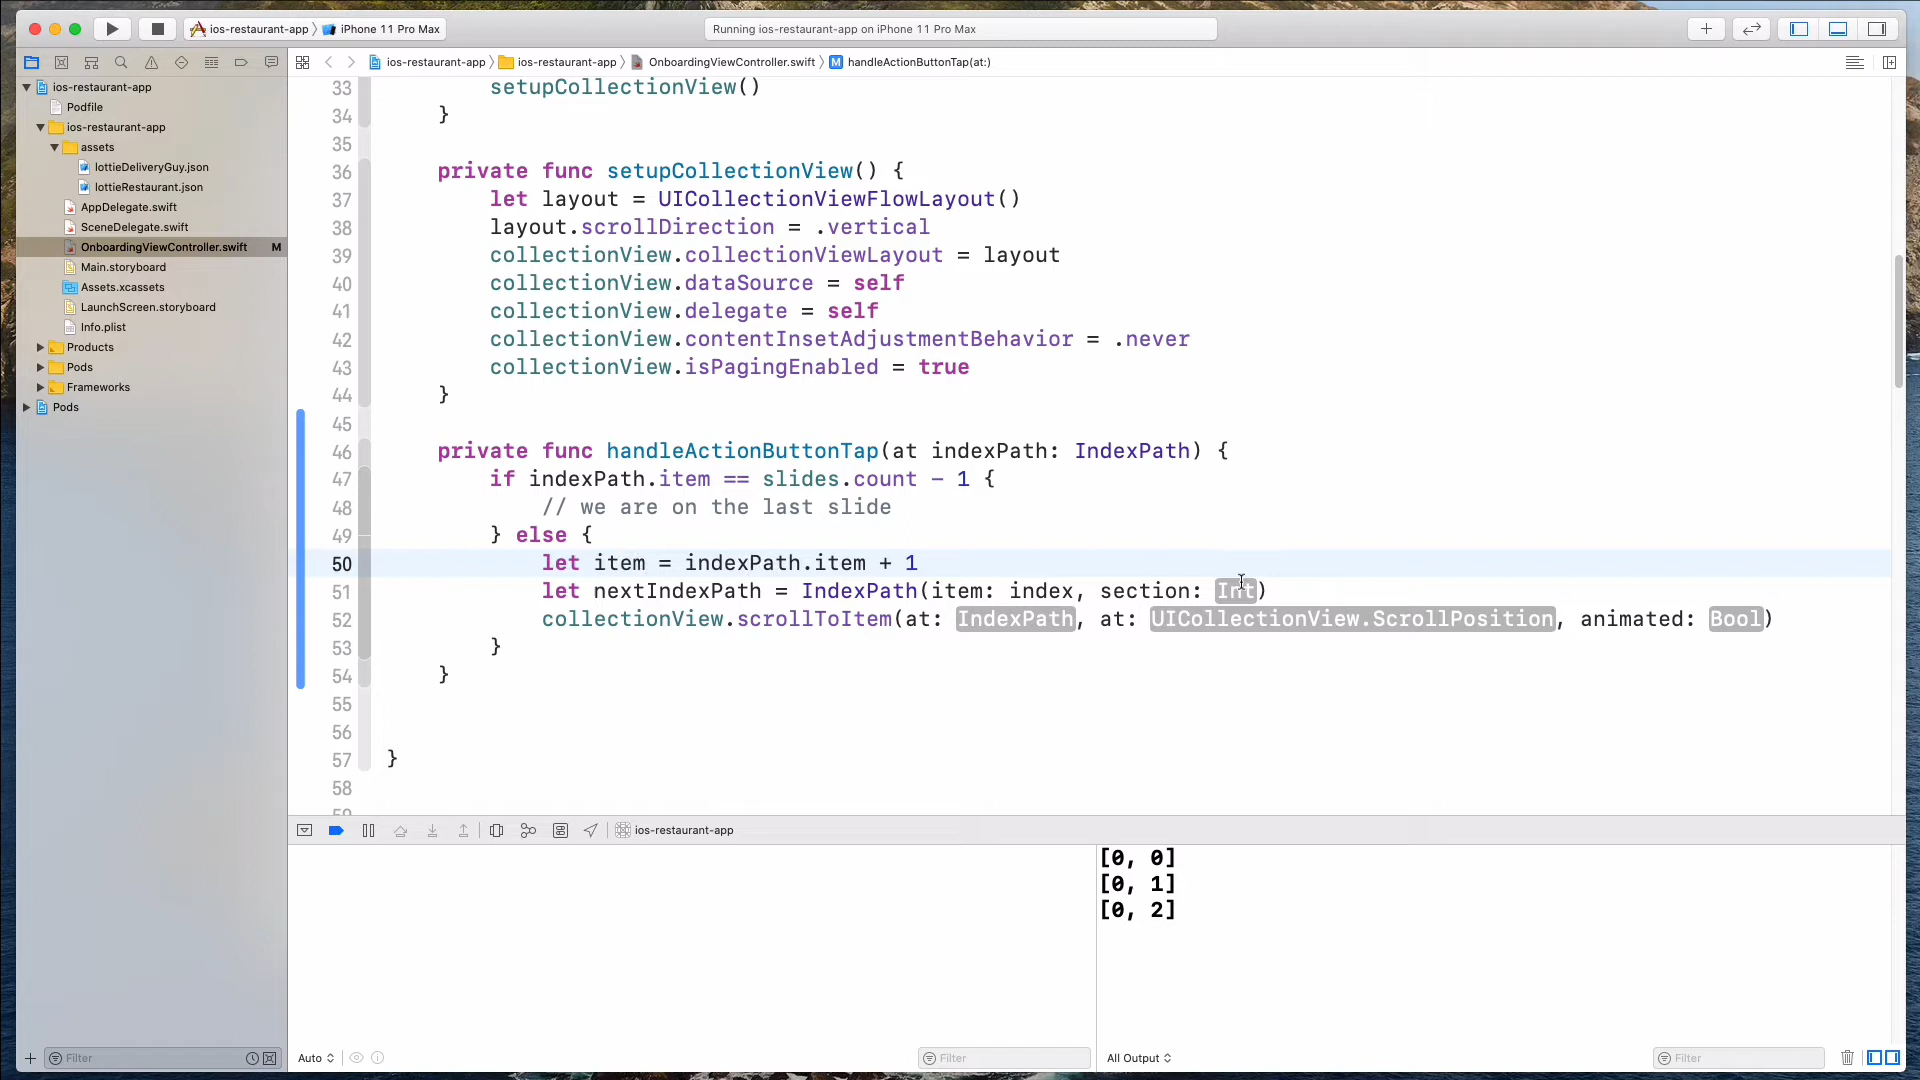 ios-restaurant-app iPhone 11 Pro Max
Running ios-restaurant-app on iPhone 11 Pro Max
ios-restaurant-app ios-restaurant-app OnboardingViewController.swift M handleActionButtonTap(at:)
ios-restaurant-app
Podfile
ios-restaurant-app
assets
lottieDeliveryGuy.json
lottieRestaurant.json
AppDelegate.swift
SceneDelegate.swift
OnboardingViewController.swift M
Main.storyboard
Assets.xcassets
LaunchScreen.storyboard
Info.plist
Products
Pods
Frameworks
Pods
33 setupCollectionView()
34 }
35
36 private func setupCollectionView() {
37 let layout = UICollectionViewFlowLayout()
38 layout.scrollDirection = .vertical
39 collectionView.collectionViewLayout = layout
40 collectionView.dataSource = self
41 collectionView.delegate = self
42 collectionView.contentInsetAdjustmentBehavior = .never
43 collectionView.isPagingEnabled = true
44 }
45
46 private func handleActionButtonTap(at indexPath: IndexPath) {
47 if indexPath.item == slides.count - 1 {
48 // we are on the last slide
49 } else {
50 let item = indexPath.item + 1
51 let nextIndexPath = IndexPath(item: index, section: Int)
52 collectionView.scrollToItem(at: IndexPath, at: UICollectionView.ScrollPosition, animated: Bool)
53 }
54 }
55
56
57 }
58
59
ios-restaurant-app
[0, 0]
[0, 1]
[0, 2]
Filter
Auto
Filter
All Output
Filter